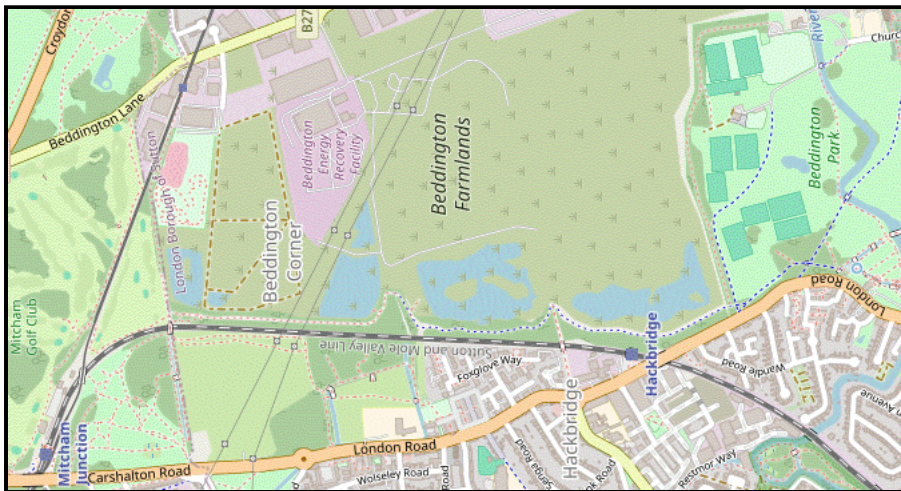 Croydon
B27
River
Church
Beddington Lane
London Borough of Sutton
Beddington
Energy
Recovery
Facility
Beddington
Farmlands
Beddington
Park
Beddington
Corner
Mitcham
Golf Club
London Road
Sutton and Mole Valley Line
Foxglove Way
Hackbridge
Wandle Road
Hackbridge
London Road
Mitcham
Junction
Carshalton Road
Wolseley Road
Restmor Way
Avenue